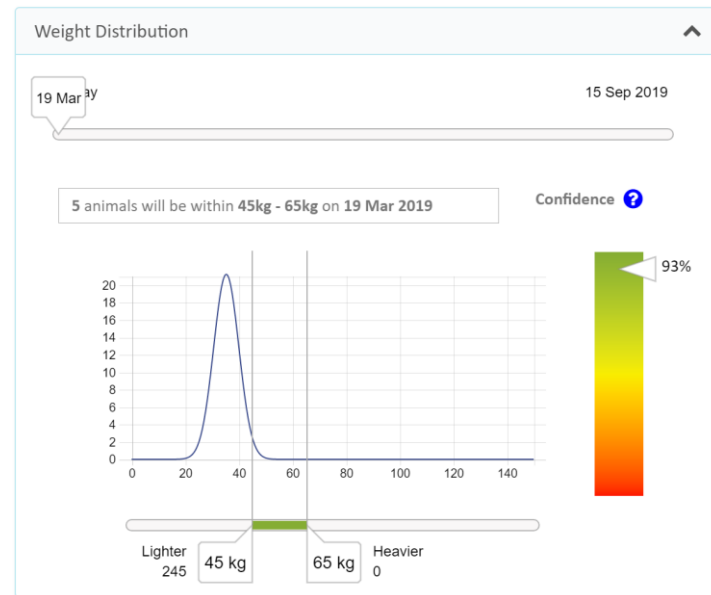 Weight Distribution
19 Mar
15 Sep 2019
5 animals will be within 45kg - 65kg on 19 Mar 2019
Confidence ?
93%
20
18
16
14
12
10
8
6
4
2
0
0 20 40 60 80 100 120 140
Lighter
245
45 kg
65 kg
Heavier
0